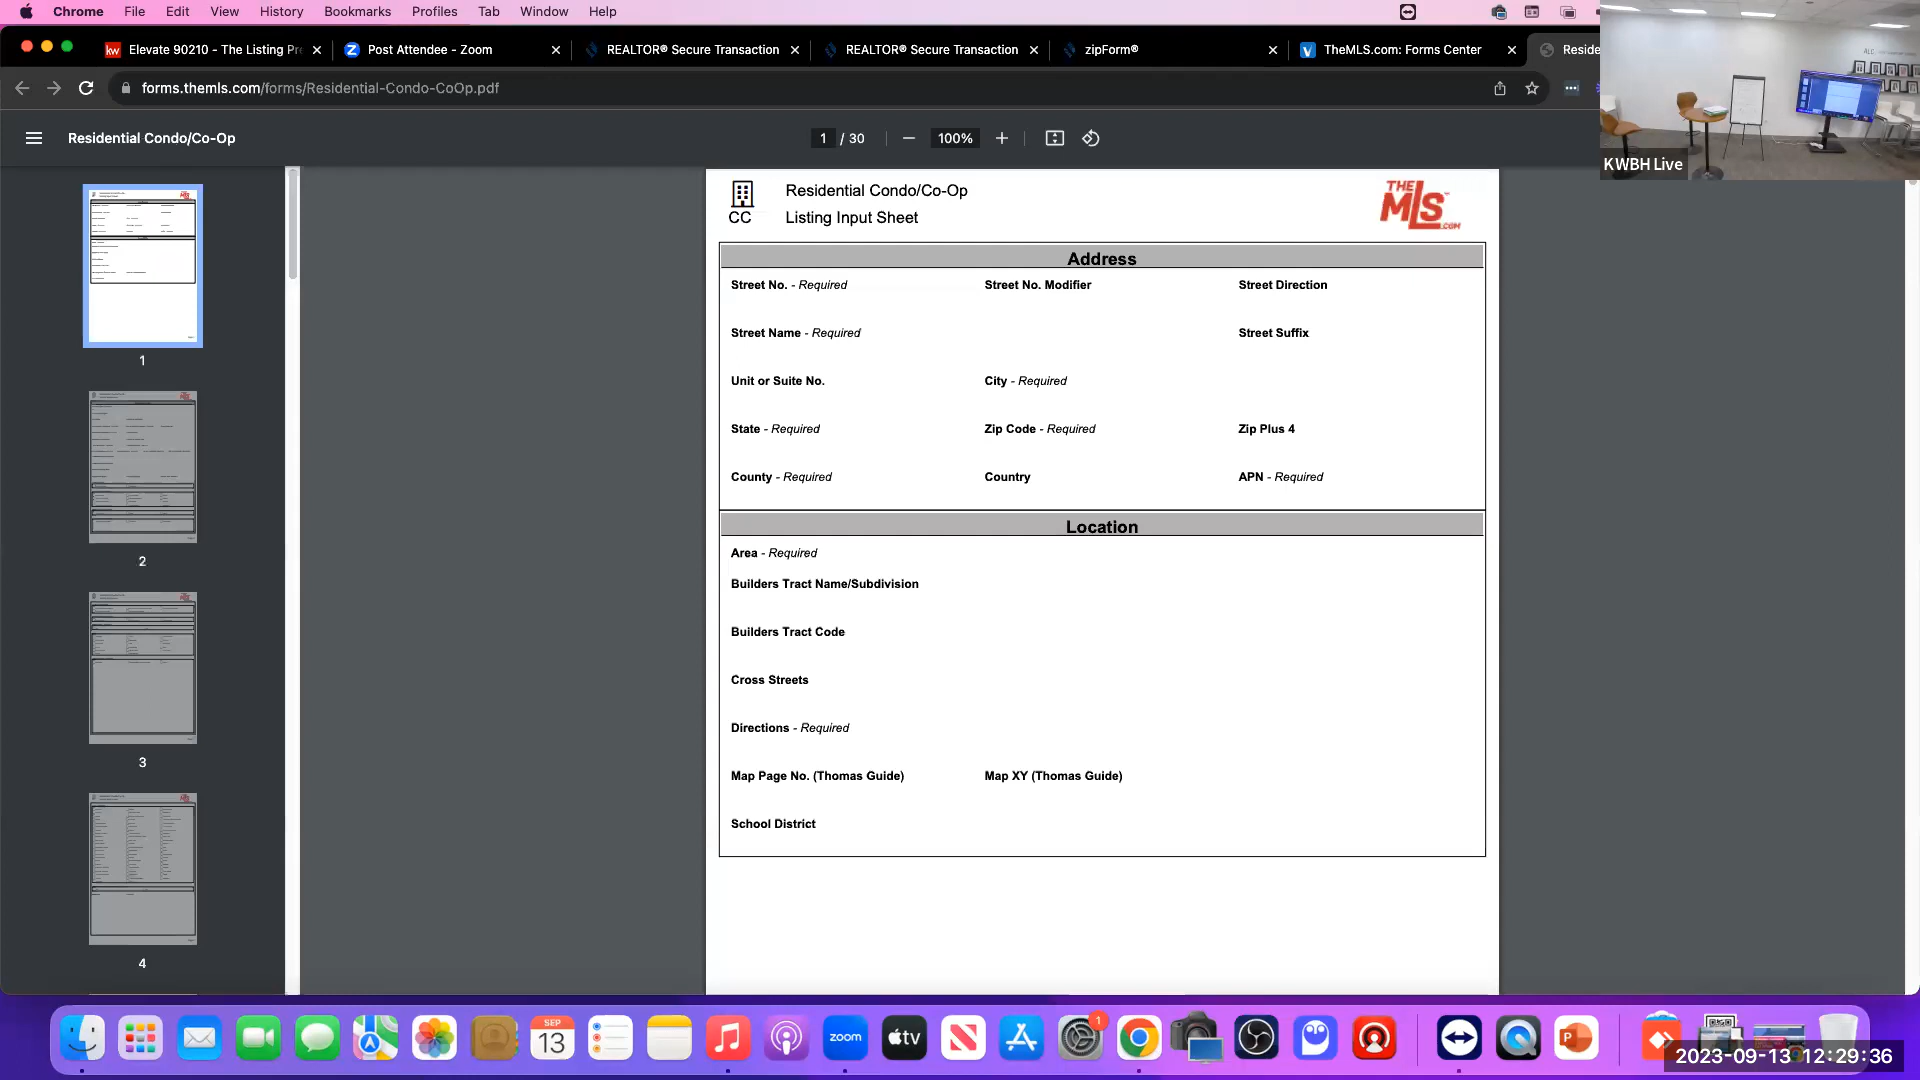 Chrome File Edit View History Bookmarks Profiles Tab Window Help
Elevate 90210 - The Listing Pre
Post Attendee - Zoom
REALTOR® Secure Transaction
REALTOR® Secure Transaction
zipForm®
TheMLS.com: Forms Center
Reside
forms.themls.com/forms/Residential-Condo-CoOp.pdf
KWBH Live
Residential Condo/Co-Op
1 / 30
100%
CC
Residential Condo/Co-Op
Listing Input Sheet
THE MLS .COM
Address
Street No. - Required
Street No. Modifier
Street Direction
Street Name - Required
Street Suffix
Unit or Suite No.
City - Required
State - Required
Zip Code - Required
Zip Plus 4
County - Required
Country
APN - Required
Location
Area - Required
Builders Tract Name/Subdivision
Builders Tract Code
Cross Streets
Directions - Required
Map Page No. (Thomas Guide)
Map XY (Thomas Guide)
School District
1
2
3
4
SEP
13
zoom
tv
1
2023-09-13 12:29:36